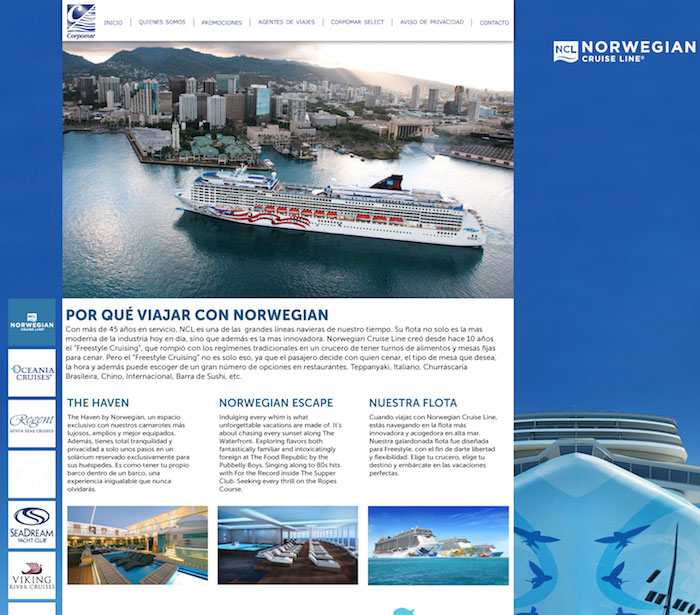 Corpomar
INICIO
QUIENES SOMOS
PROMOCIONES
AGENTES DE VIAJES
CORPOMAR SELECT
AVISO DE PRIVACIDAD
CONTACTO
NCL NORWEGIAN
CRUISE LINE®
NORWEGIAN
CRUISE LINE
OCEANIA
CRUISES
Regent
SEVEN SEAS CRUISES
SEADREAM
YACHT CLUB
VIKING
RIVER CRUISES
POR QUÉ VIAJAR CON NORWEGIAN
Con más de 45 años en servicio, NCL es una de las grandes líneas navieras de nuestro tiempo. Su flota no solo es la mas
moderna de la industria hoy en día, sino que además es la mas innovadora. Norwegian Cruise Line creó desde hace 10 años
el "Freestyle Cruising", que rompió con los regímenes tradicionales en un crucero de tener turnos de alimentos y mesas fijas
para cenar. Pero el "Freestyle Cruising" no es solo eso, ya que el pasajero decide con quien cenar, el tipo de mesa que desea,
la hora y además puede escoger de un gran número de opciones en restaurantes. Teppanyaki, Italiano, Churrascaría
Brasileira, Chino, Internacional, Barra de Sushi, etc.
THE HAVEN
The Haven by Norwegian, un espacio
exclusivo con nuestros camarotes más
lujosos, amplios y mejor equipados.
Además, tienes total tranquilidad y
privacidad a solo unos pasos en un
solárium reservado exclusivamente para
sus huéspedes. Es como tener tu propio
barco dentro de un barco, una
experiencia inigualable que nunca
olvidarás.
NORWEGIAN ESCAPE
Indulging every whim is what
unforgettable vacations are made of. It's
about chasing every sunset along The
Waterfront. Exploring flavors both
fantastically familiar and intoxicatingly
foreign at The Food Republic by the
Pubbelly Boys. Singing along to 80s hits
with For the Record inside The Supper
Club. Seeking every thrill on the Ropes
Course.
NUESTRA FLOTA
Cuando viajas con Norwegian Cruise Line,
estás navegando en la flota más
innovadora y acogedora en alta mar.
Nuestra galardonada flota fue diseñada
para Freestyle, con el fin de darte libertad
y flexibilidad. Elige tu crucero, elige tu
destino y embárcate en las vacaciones
perfectas.